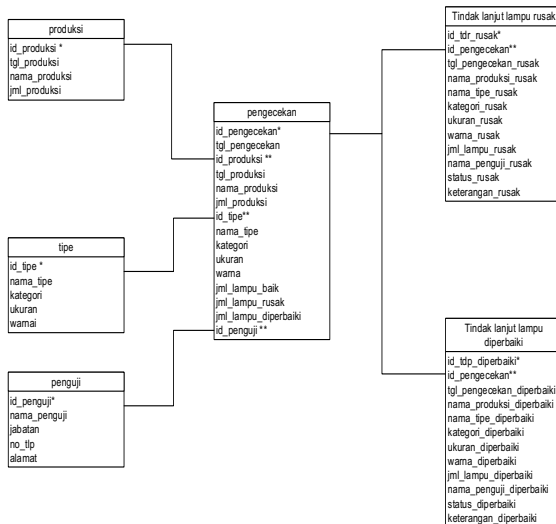 produksi
id_produksi *
tgl_produksi
nama_produksi
jml_produksi
tipe
id_tipe *
nama_tipe
kategori
ukuran
warnai
penguji
id_penguji*
nama_penguji
jabatan
no_tlp
alamat
pengecekan
id_pengecekan*
tgl_pengecekan
id_produksi **
tgl_produksi
nama_produksi
jml_produksi
id_tipe**
nama_tipe
kategori
ukuran
warna
jml_lampu_baik
jml_lampu_rusak
jml_lampu_diperbaiki
id_penguji **
Tindak lanjut lampu rusak
id_tdr_rusak*
id_pengecekan**
tgl_pengecekan_rusak
nama_produksi_rusak
nama_tipe_rusak
kategori_rusak
ukuran_rusak
warna_rusak
jml_lampu_rusak
nama_penguji_rusak
status_rusak
keterangan_rusak
Tindak lanjut lampu
diperbaiki
id_tdp_diperbaiki*
id_pengecekan**
tgl_pengecekan_diperbaiki
nama_produksi_diperbaiki
nama_tipe_diperbaiki
kategori_diperbaiki
ukuran_diperbaiki
warna_diperbaiki
jml_lampu_diperbaiki
nama_penguji_diperbaiki
status_diperbaiki
keterangan_diperbaiki